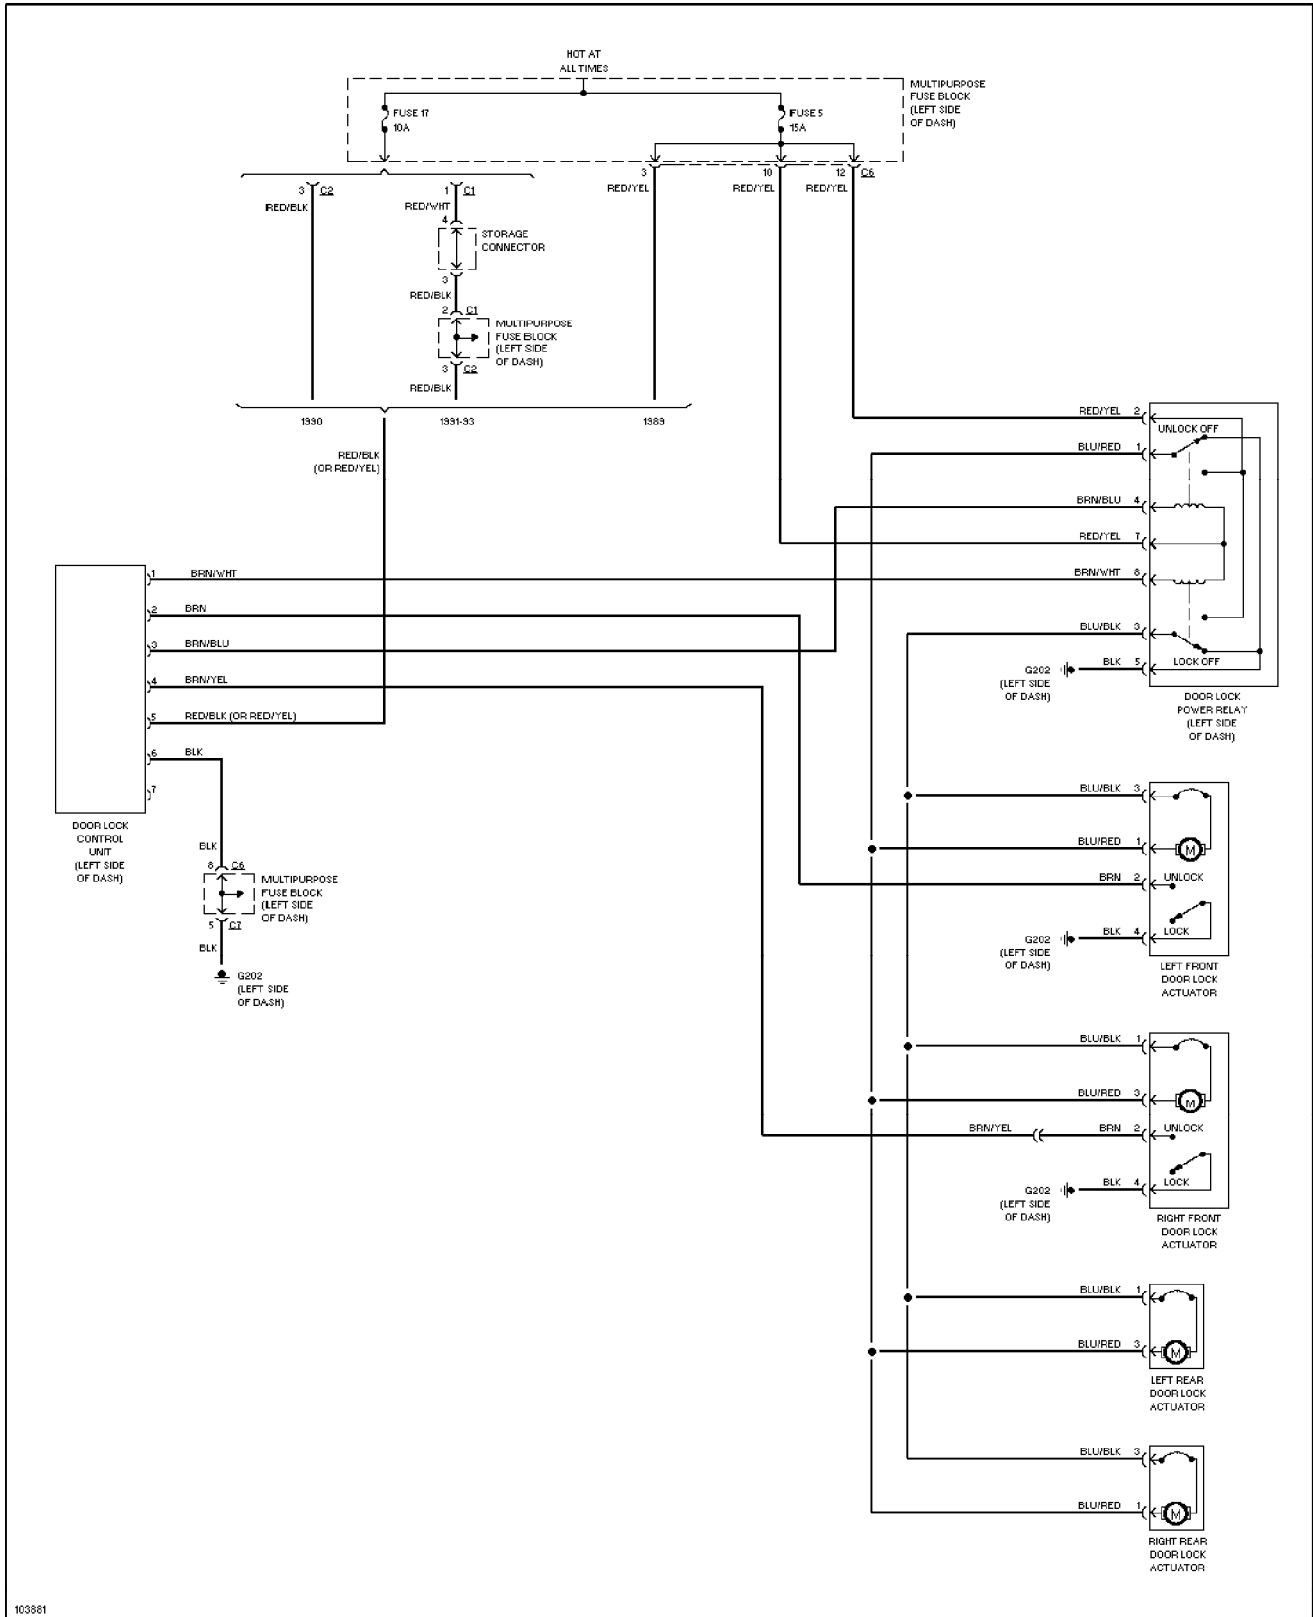 HOT AT
ALL TIMES
MULTIPURPOSE
FUSE BLOCK
(LEFT SIDE
OF DASH)
FUSE 17
10A
FUSE 5
15A
3 C2
RED/BLK
1 C1
RED/WHT
4
STORAGE
CONNECTOR
3
RED/BLK
2 C1
MULTIPURPOSE
FUSE BLOCK
(LEFT SIDE
OF DASH)
3 C2
RED/BLK
3
RED/YEL
10
RED/YEL
12 C6
RED/YEL
1990
1991-93
1989
RED/BLK
(OR RED/YEL)
RED/YEL 2
UNLOCK OFF
BLU/RED 1
BRN/BLU 4
RED/YEL 7
BRN/WHT 6
BLU/BLK 3
LOCK OFF
BLK 5
G202
(LEFT SIDE
OF DASH)
DOOR LOCK
POWER RELAY
(LEFT SIDE
OF DASH)
1 BRN/WHT
2 BRN
3 BRN/BLU
4 BRN/YEL
5 RED/BLK (OR RED/YEL)
6 BLK
7
DOOR LOCK
CONTROL
UNIT
(LEFT SIDE
OF DASH)
BLK
8 C6
MULTIPURPOSE
FUSE BLOCK
(LEFT SIDE
OF DASH)
5 C7
BLK
G202
(LEFT SIDE
OF DASH)
BLU/BLK 3
BLU/RED 1
M
BRN 2 UNLOCK
BLK 4 LOCK
G202
(LEFT SIDE
OF DASH)
LEFT FRONT
DOOR LOCK
ACTUATOR
BLU/BLK 1
BLU/RED 3
M
BRN/YEL BRN 2 UNLOCK
BLK 4 LOCK
G202
(LEFT SIDE
OF DASH)
RIGHT FRONT
DOOR LOCK
ACTUATOR
BLU/BLK 1
BLU/RED 3
M
LEFT REAR
DOOR LOCK
ACTUATOR
BLU/BLK 3
BLU/RED 1
M
RIGHT REAR
DOOR LOCK
ACTUATOR
103881